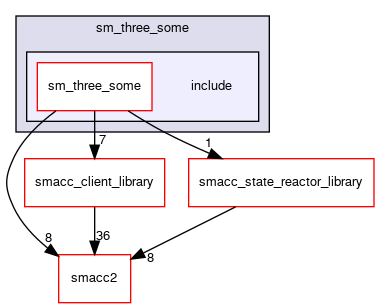 sm_three_some
sm_three_some
include
7
1
smacc_client_library
smacc_state_reactor_library
8
36
8
smacc2